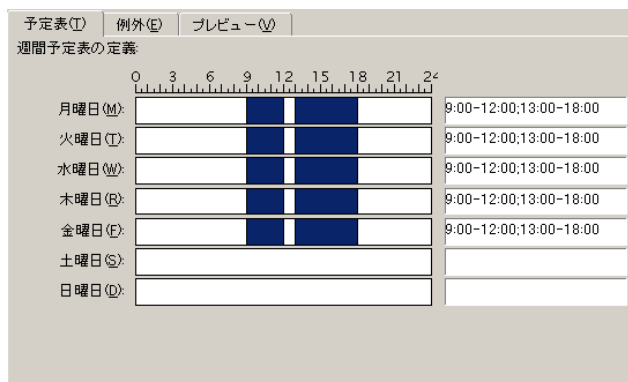 予定表(T) 例外(E) プレビュー(V)
週間予定表の定義:
0 3 6 9 12 15 18 21 24
月曜日(M): 9:00-12:00;13:00-18:00
火曜日(T): 9:00-12:00;13:00-18:00
水曜日(W): 9:00-12:00;13:00-18:00
木曜日(R): 9:00-12:00;13:00-18:00
金曜日(F): 9:00-12:00;13:00-18:00
土曜日(S):
日曜日(D):